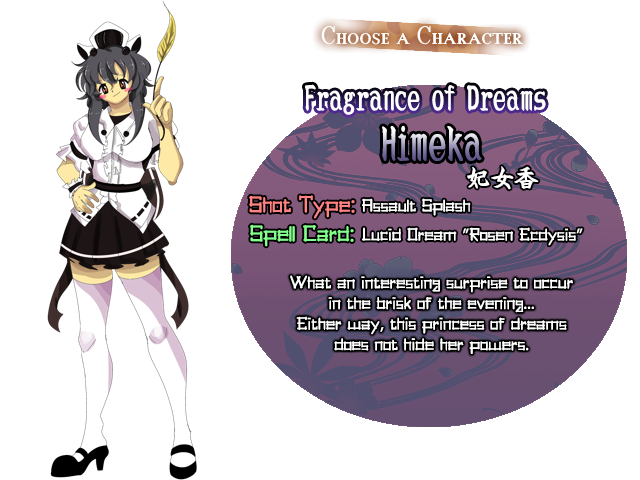 Choose a Character
Fragrance of Dreams
Himeka
妃女香
Shot Type: Assault Splash
Spell Card: Lucid Dream "Rosen Ecdysis"
What an interesting surprise to occur
in the brisk of the evening...
Either way, this princess of dreams
does not hide her powers.